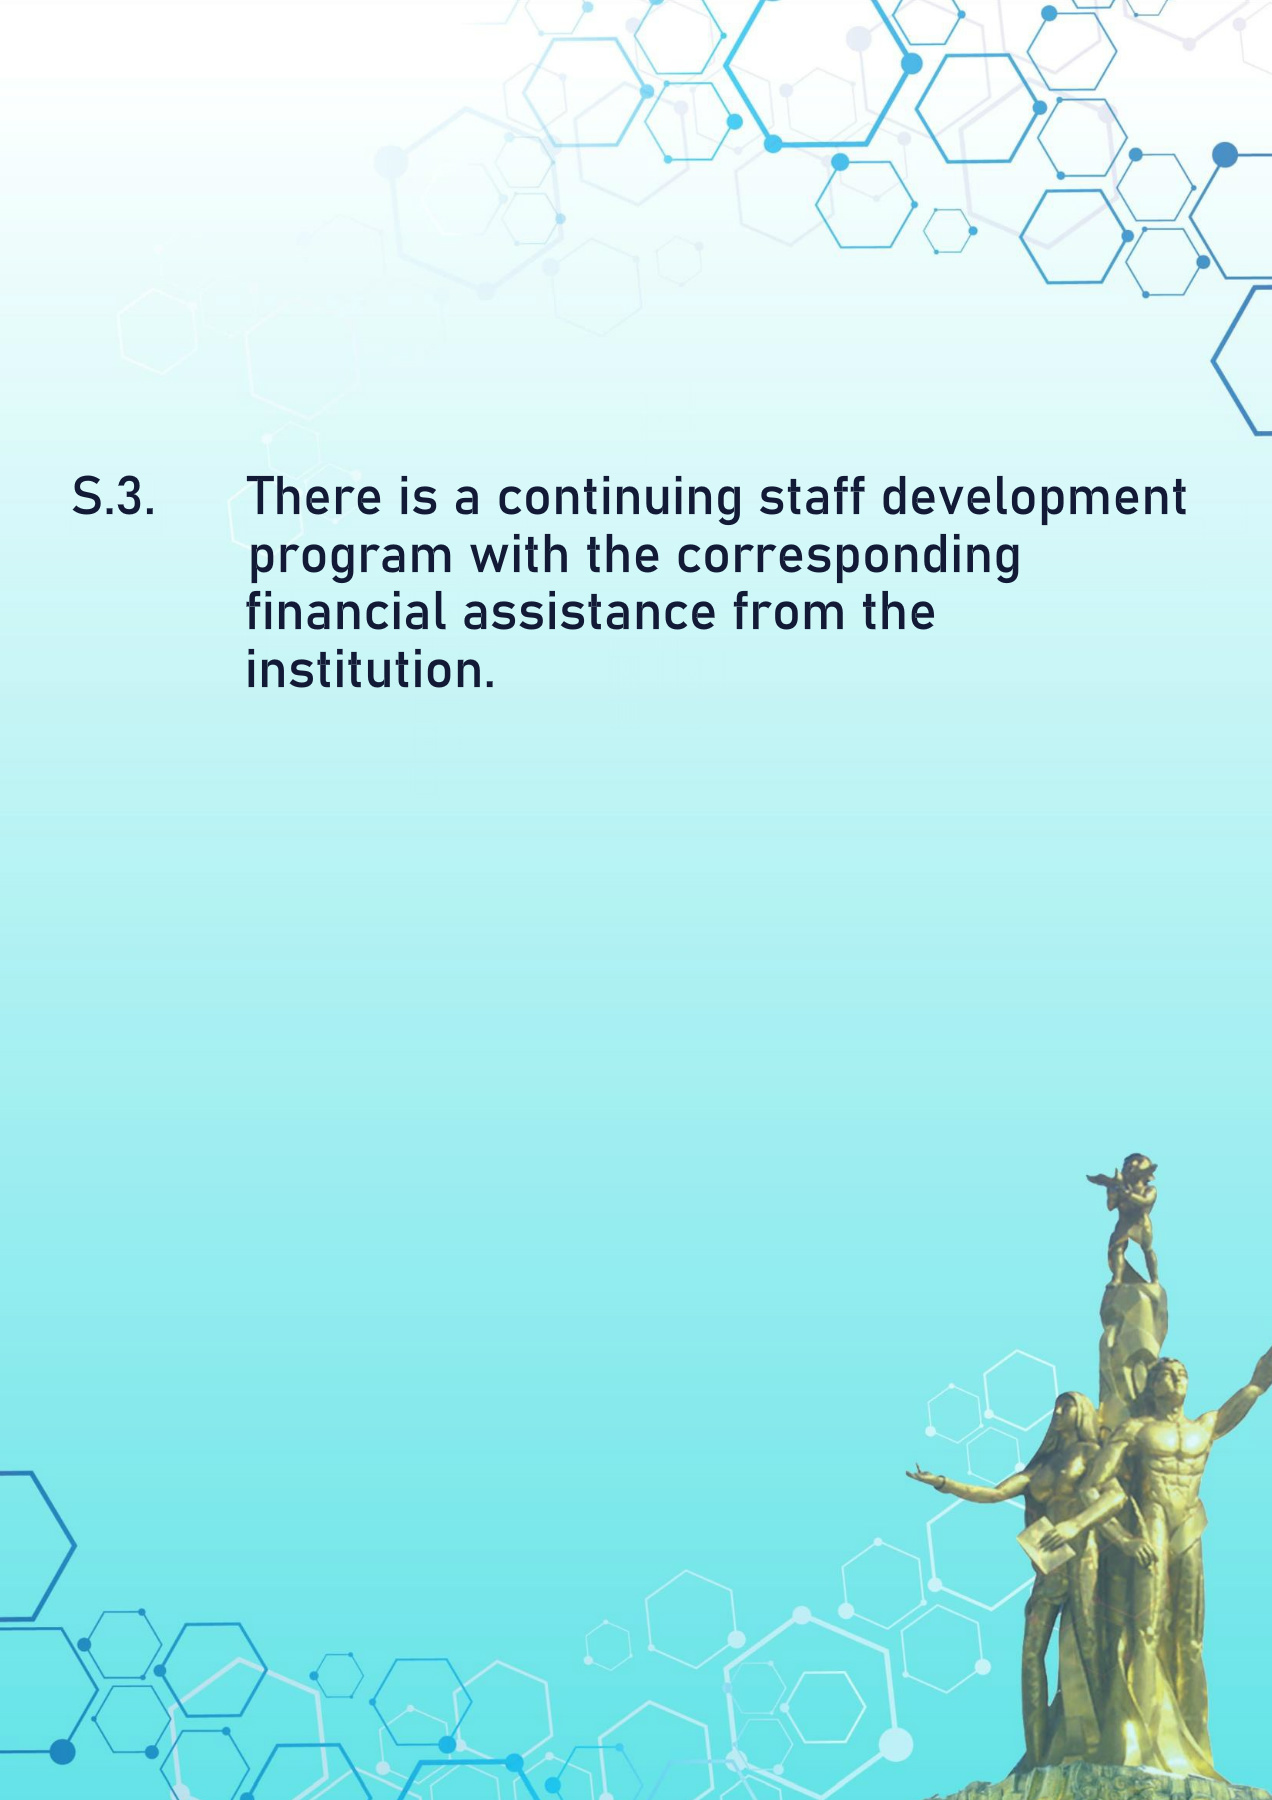 S.3. There is a continuing staff development
program with the corresponding
financial assistance from the
institution.